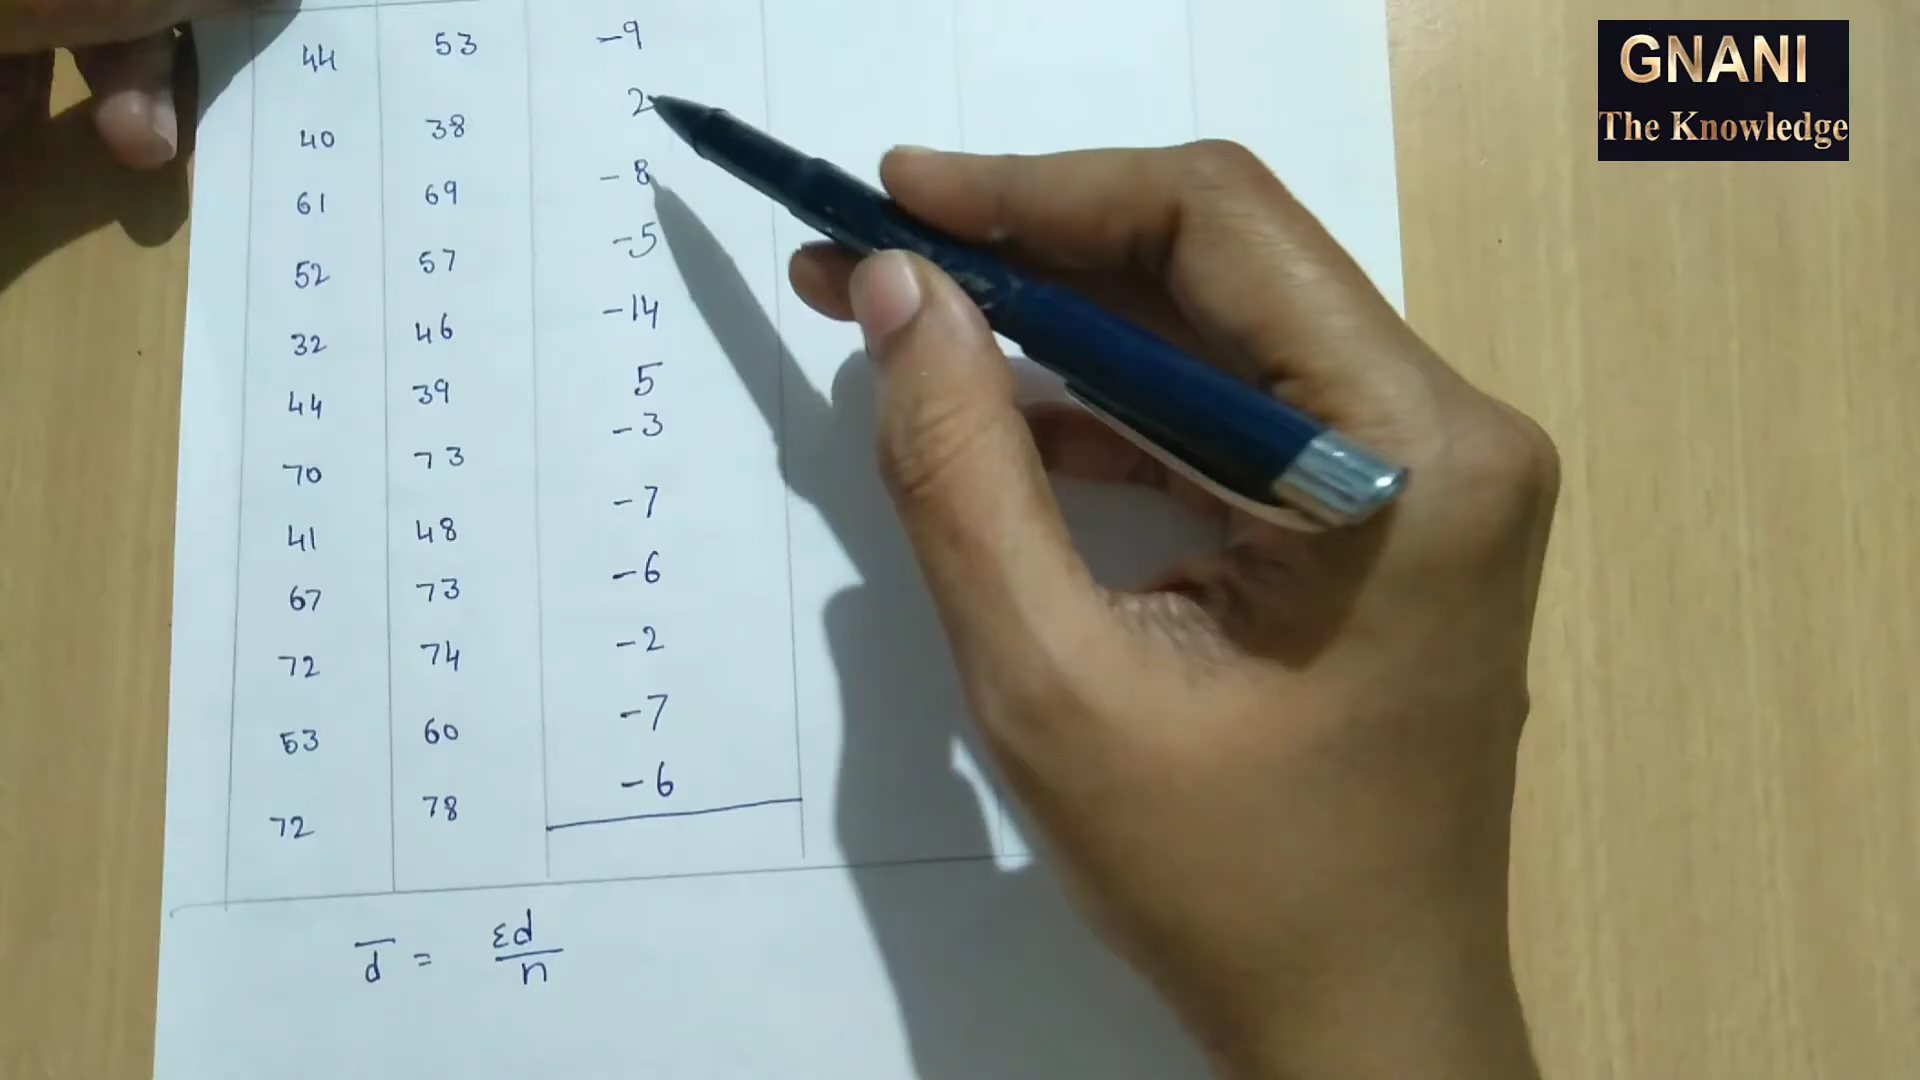 GNANI
The Knowledge
44 53 -9
40 38 2
61 69 -8
52 57 -5
32 46 -14
44 39 5
70 73 -3
41 48 -7
67 73 -6
72 74 -2
53 60 -7
72 78 -6
d̅ = Σd/n